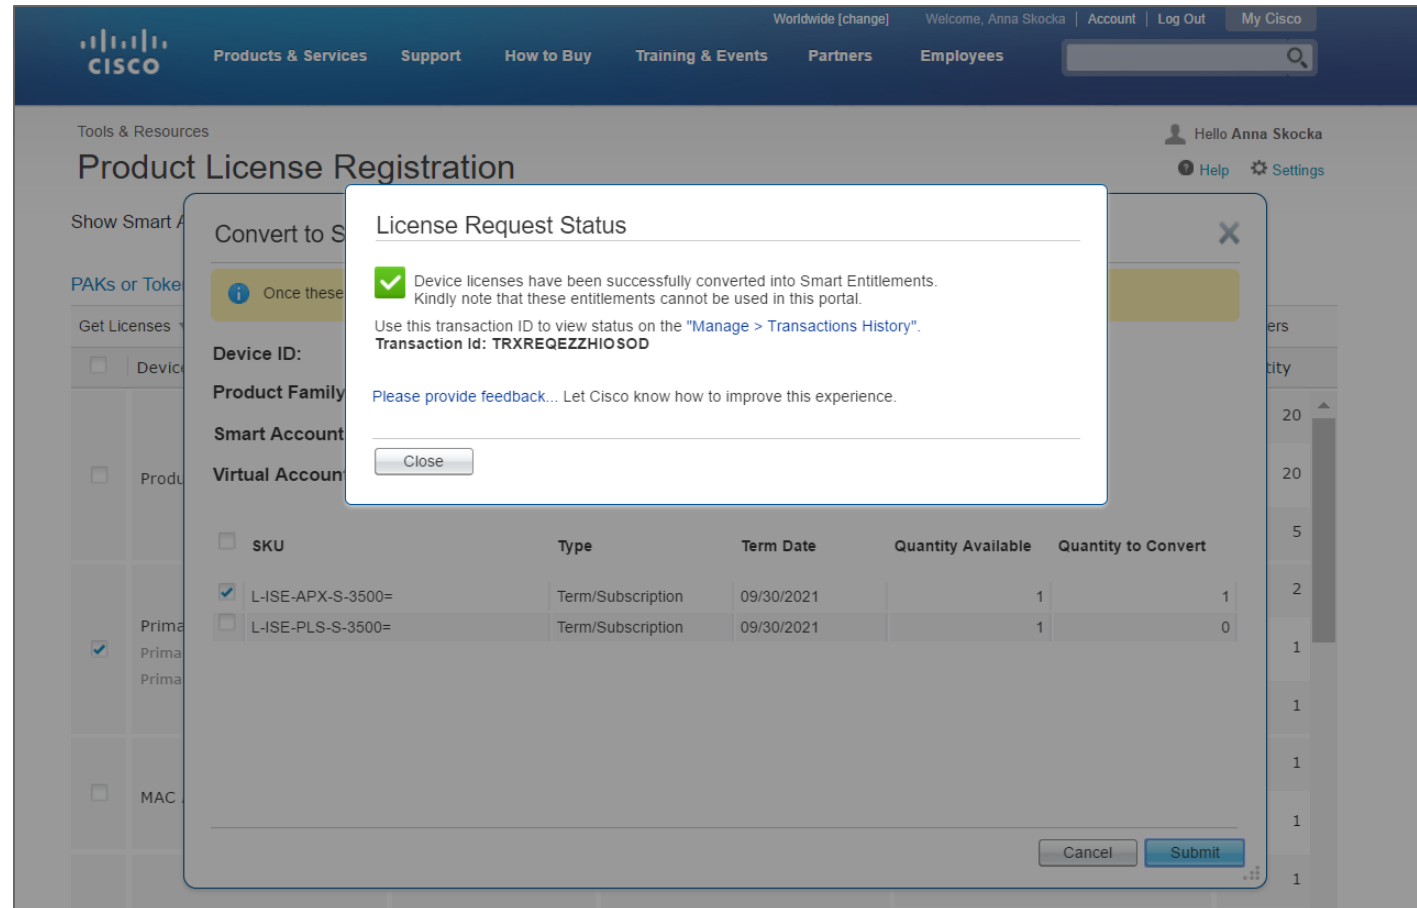 Worldwide [change] Welcome, Anna Skocka | Account | Log Out My Cisco
CISCO
Products & Services Support How to Buy Training & Events Partners Employees
Tools & Resources
Hello Anna Skocka
Product License Registration
Help Settings
Show Smart A
Convert to S
License Request Status
Device licenses have been successfully converted into Smart Entitlements.
Kindly note that these entitlements cannot be used in this portal.
PAKs or Toke
Once these
Use this transaction ID to view status on the "Manage > Transactions History".
Transaction Id: TRXREQEZZHIOSOD
Get Licenses
ers
Device ID:
Devic
tity
Product Family
Please provide feedback... Let Cisco know how to improve this experience.
20
Smart Account
Close
Produ
Virtual Accoun
20
5
SKU Type Term Date Quantity Available Quantity to Convert
L-ISE-APX-S-3500= Term/Subscription 09/30/2021 1 1
2
L-ISE-PLS-S-3500= Term/Subscription 09/30/2021 1 0
Prima
Prima
1
Prima
1
1
MAC
1
Cancel Submit
1